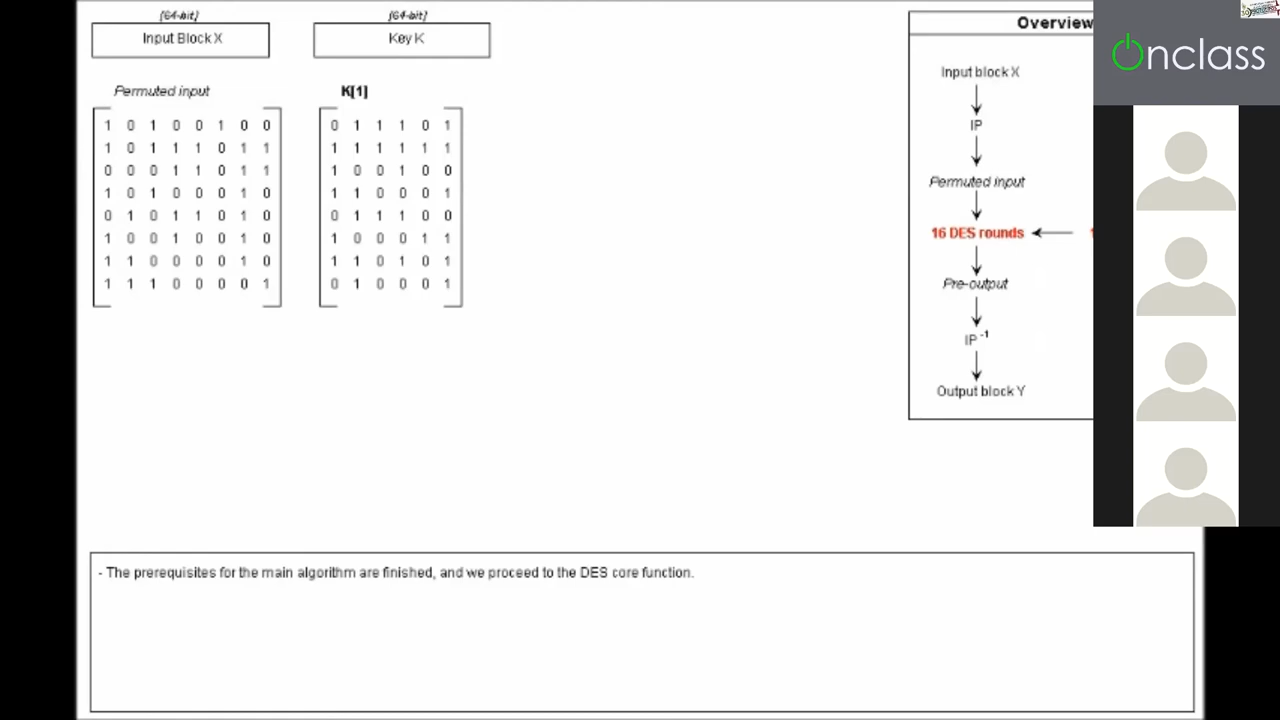 [64-bit]
Input Block X
[64-bit]
Key K
Permuted input
1 0 1 0 0 1 0 0
1 0 1 1 1 0 1 1
0 0 0 1 1 0 1 1
1 0 1 0 0 0 1 0
0 1 0 1 1 0 1 0
1 0 0 1 0 0 1 0
1 1 0 0 0 0 1 0
1 1 1 0 0 0 0 1
K[1]
0 1 1 1 0 1
1 1 1 1 1 1
1 0 0 1 0 0
1 1 0 0 0 1
0 1 1 1 0 0
1 0 0 0 1 1
1 1 0 1 0 1
0 1 0 0 0 1
Overview
Input block X
IP
Permuted input
16 DES rounds
Pre-output
IP -1
Output block Y
- The prerequisites for the main algorithm are finished, and we proceed to the DES core function.
Onclass